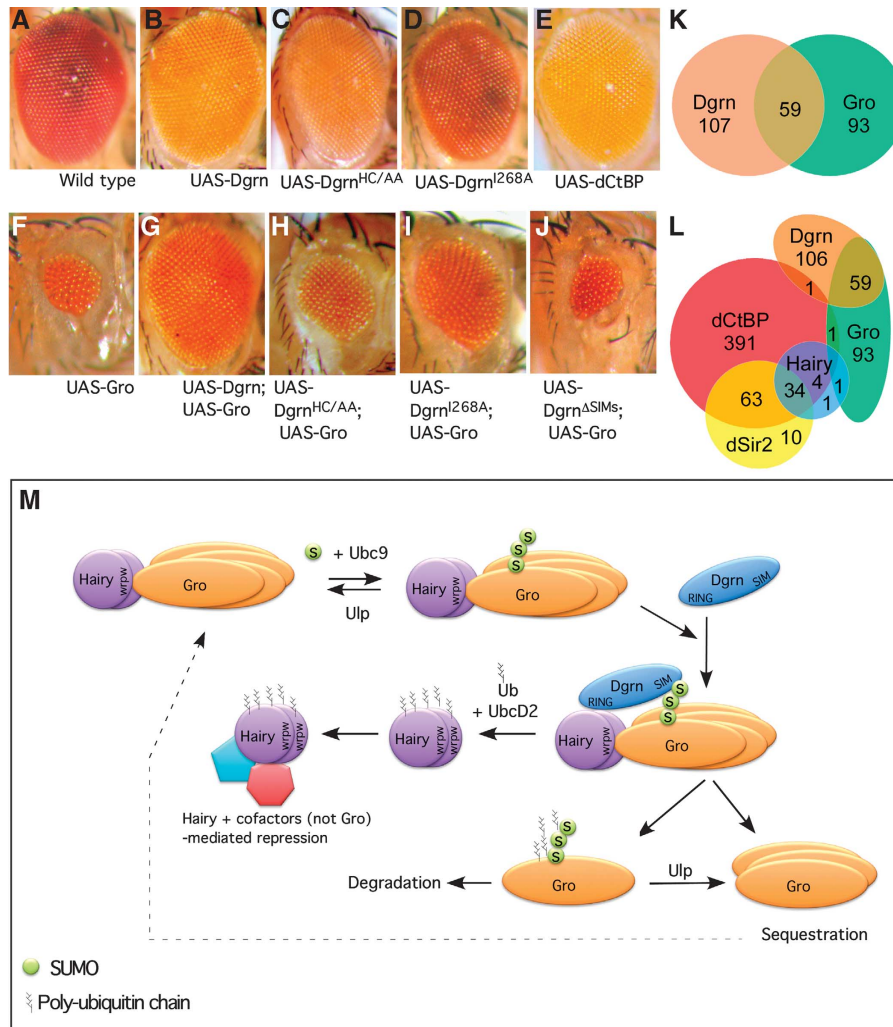 A
B
C
D
E
Wild type
UAS-Dgrn
UAS-Dgrn^HC/AA
UAS-Dgrn^I268A
UAS-dCtBP
F
G
H
I
J
UAS-Gro
UAS-Dgrn;
UAS-Gro
UAS-
Dgrn^HC/AA;
UAS-Gro
UAS-
Dgrn^I268A;
UAS-Gro
UAS-
Dgrn^ΔSIMs;
UAS-Gro
K
Dgrn
107
59
Gro
93
L
Dgrn
106
1
59
dCtBP
391
1
Gro
93
Hairy
4
1
1
34
63
dSir2
10
M
Hairy
wrpw
Gro
S
+ Ubc9
Ulp
S
S
S
Hairy
wrpw
Gro
Dgrn
RING
SIM
Dgrn
RING
SIM
S
S
S
Hairy
wrpw
Gro
Ub
+ UbcD2
Hairy
wrpw
wrpw
Hairy
wrpw
wrpw
Hairy + cofactors (not Gro)
-mediated repression
S
S
S
Gro
Degradation
Ulp
Gro
Sequestration
SUMO
Poly-ubiquitin chain